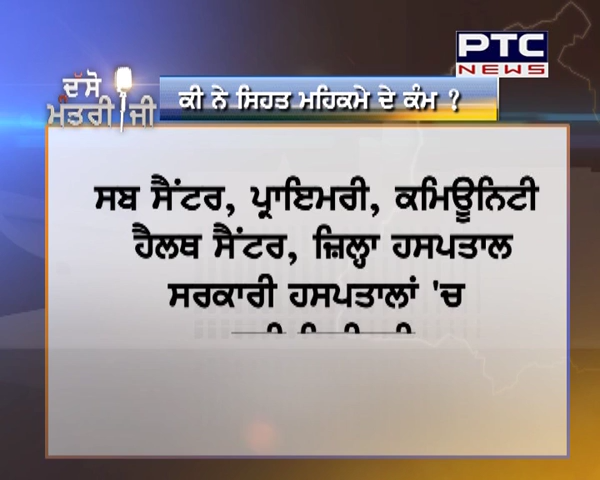 PTC
NEWS
ਦੱਸੋ
ਮੰਤਰੀ ਜੀ
ਕੀ ਨੇ ਸਿਹਤ ਮਹਿਕਮੇ ਦੇ ਕੰਮ ?
ਸਬ ਸੈਂਟਰ, ਪ੍ਰਾਇਮਰੀ, ਕਮਿਊਨਿਟੀ
ਹੈਲਥ ਸੈਂਟਰ, ਜ਼ਿਲ੍ਹਾ ਹਸਪਤਾਲ
ਸਰਕਾਰੀ ਹਸਪਤਾਲਾਂ 'ਚ